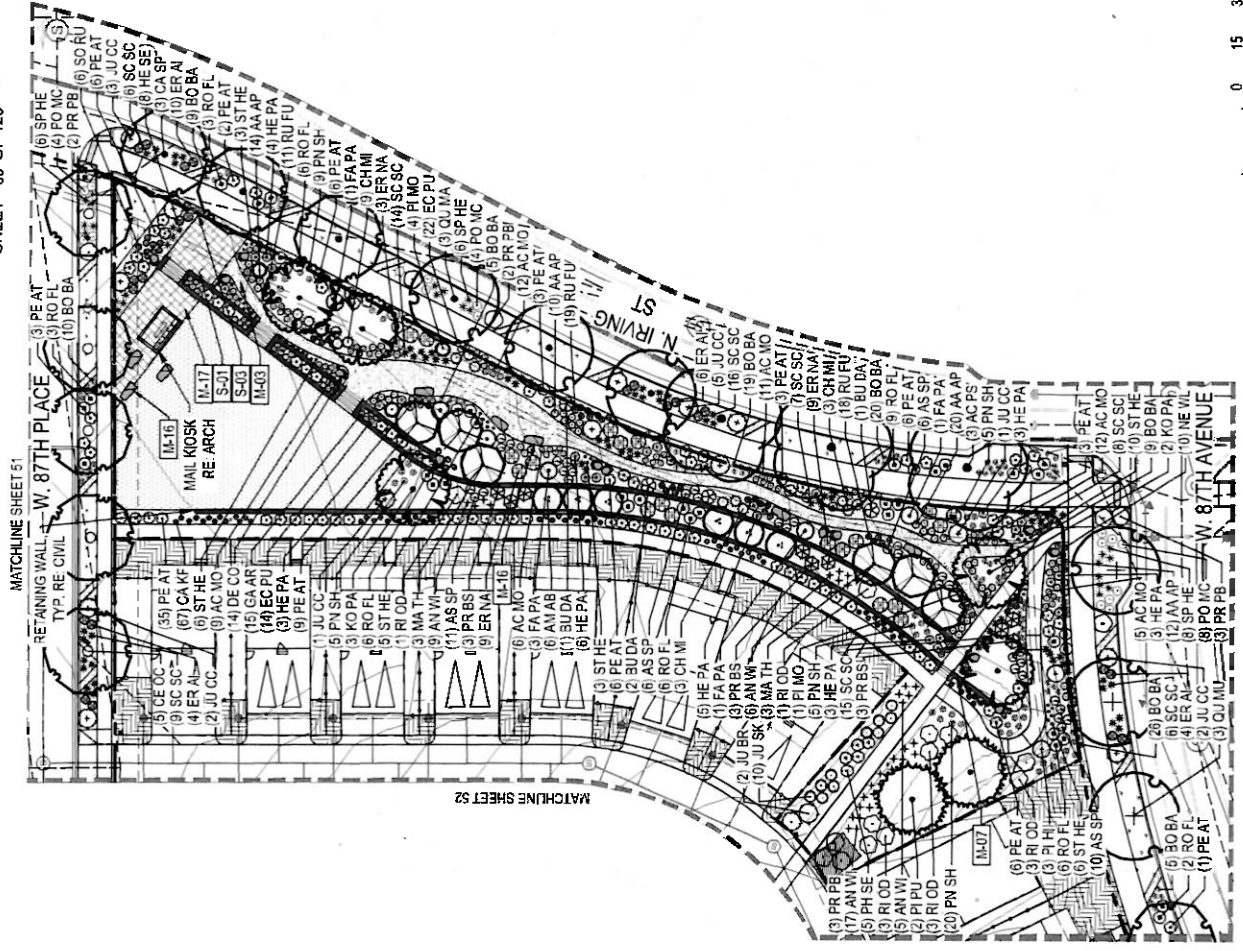 MATCHLINE SHEET 51
RETAINING WALL
TYP. RE CIVIL
W. 87TH PLACE
(3) PE AT
(3) RO FL
(10) BO BA
(6) SP HE
(4) PO MC
(2) PR PB
(6) SO RU
(6) PE AT
(3) JU CC
(6) SC SC
(8) HE SE
(3) CA SP
(10) ER AI
(9) BO BA
(3) RO FL
(2) PE AT
(3) ST HE
(14) AA AP
(4) HE PA
(11) RU FU
(6) RO FL
(9) PN SH
(6) PE AT
(1) FA PA
(9) CH MI
(3) ER NA
(14) SC SC
(4) PI MO
(22) EC PU
(3) QU MA
(6) SP HE
(4) PO MC
(5) BO BA
(2) PR PB
(12) AC MO
(3) PE AT
(10) AA AP
(19) RU FU
N. IRVING
ST
M-16
MAIL KIOSK
RE: ARCH
M-17
S-01
S-03
M-03
(6) ER AI
(5) JU CC
(16) SC SC
(19) BO BA
(11) AC MO
(3) PE AT
(7) SC SC
(9) ER NA
(3) CH MI
(18) RU FU
(1) BU DA
(20) BO BA
(9) RO FL
(6) PE AT
(6) AS SP
(1) FA PA
(20) AA AP
(3) AC PS
(5) PN SH
(1) JU CC
(3) HE PA
(35) PE AT
(67) CA KF
(6) ST HE
(9) AC MO
(14) DE CO
(15) GA AR
(14) EC PU
(3) HE PA
(9) PE AT
(5) CE OC
(9) SC SC
(4) ER AI
(2) JU CC
(1) JU CC
(5) PN SH
(3) KO PA
(6) RO FL
(5) ST HE
(1) RI OD
(3) MA TH
(9) AN WI
(11) AS SP
(3) PR BS
(9) ER NA
M-16
(6) AC MO
(3) FA PA
(6) AM AB
(1) BU DA
(6) HE PA
(3) ST HE
(6) PE AT
(2) BU DA
(6) AS SP
(6) RO FL
(3) CH MI
(5) HE PA
(1) FA PA
(3) PR BS
(6) AN WI
(3) MA TH
(1) RI OD
(1) PI MO
(5) PN SH
(3) HE PA
(15) SC SC
(3) PR BS
(2) JU BR
(10) JU SK
MATCHLINE SHEET 52
(3) PE AT
(12) AC MO
(8) SC SC
(10) ST HE
(9) BO BA
(2) KO PA
(10) NE WL
W. 87TH AVENUE
(5) AC MO
(3) HE PA
(12) AA AP
(8) SP HE
(8) PO MC
(3) PR PB
(26) BO BA
(6) SC SC
(4) ER AI
(2) JU CC
(3) QU MU
(3) PR PB
(17) AN WI
(5) PH SE
(3) RI OD
(5) AN WI
(2) PI PU
(3) RI OD
(20) PN SH
M-07
(6) PE AT
(3) RI OD
(3) PI HI
(6) RO FL
(6) ST HE
(10) AS SP
(5) BO BA
(2) RO FL
(1) PE AT
0 15